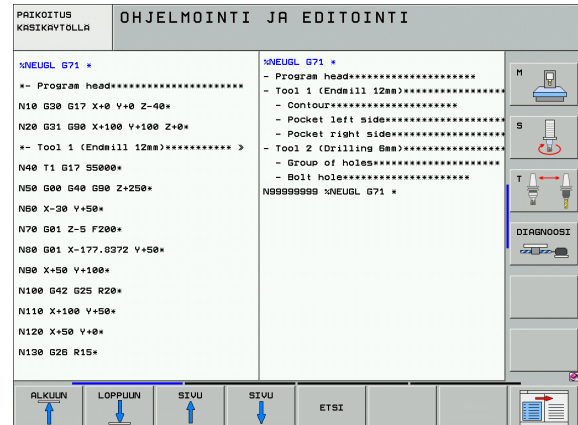 PAIKOITUS
KASIKAYTOLLA
OHJELMOINTI JA EDITOINTI
%NEUGL G71 *
*- Program head**********************
N10 G30 G17 X+0 Y+0 Z-40*
N20 G31 G90 X+100 Y+100 Z+0*
*- Tool 1 (Endmill 12mm)*********** »
N40 T1 G17 S5000*
N50 G00 G40 G90 Z+250*
N60 X-30 Y+50*
N70 G01 Z-5 F200*
N80 G01 X-177.8372 Y+50*
N90 X+50 Y+100*
N100 G42 G25 R20*
N110 X+100 Y+50*
N120 X+50 Y+0*
N130 G26 R15*
%NEUGL G71 *
- Program head*********************
- Tool 1 (Endmill 12mm)*****************
- Contour*********************
- Pocket left side*******************
- Pocket right side******************
- Tool 2 (Drilling 6mm)*****************
- Group of holes*********************
- Bolt hole*********************
N99999999 %NEUGL G71 *
M
S
T
DIAGNOOSI
ALKUUN
LOPPUUN
SIVU
SIVU
ETSI